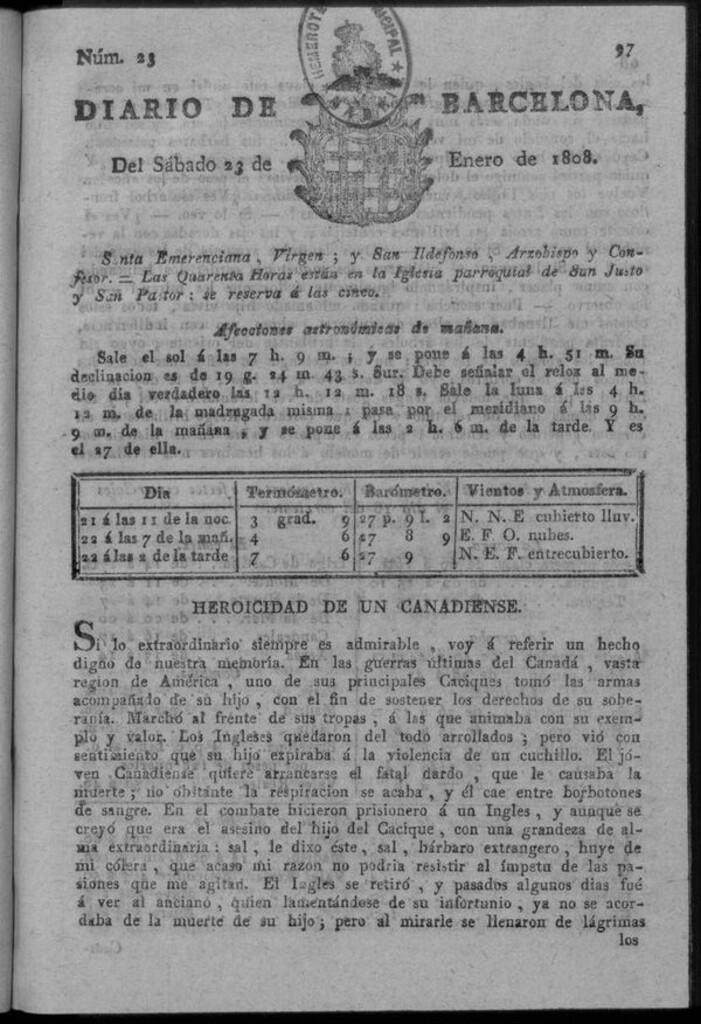 Núm. 23
97
HEMEROTE
CIPAL
DIARIO DE BARCELONA,
Del Sábado 23 de Enero de 1808.
Santa Emerenciana, Virgen; y San Ildefonso, Arzobispo y Con-
fesor. = Las Quarenta Horas están en la Iglesia parroquial de San Justo
y San Pastor: se reserva á las cinco.
Afecciones astronómicas de mañana.
Sale el sol á las 7 h. 9 m.; y se pone á las 4 h. 51 m. Su
declinacion es de 19 g. 24 m 43 s. Sur. Debe señalar el relox al me-
dio dia verdadero las 12 h. 12 m. 18 s. Sale la luna á las 4 h.
12 m. de la madrugada misma: pasa por el meridiano á las 9 h.
9 m. de la mañana, y se pone á las 2 h. 6 m. de la tarde. Y es
el 27 de ella.
Dia Termómetro. Barómetro. Vientos y Atmosfera.
21 á las 11 de la noc. 3 grad. 9 27 p. 9 l. 2 N. N. E cubierto lluv.
22 á las 7 de la mañ. 4 6 27 8 9 E. F. O. nubes.
22 á las 2 de la tarde 7 6 27 9 N. E. F. entrecubierto.
HEROICIDAD DE UN CANADIENSE.
Si lo extraordinario siempre es admirable, voy á referir un hecho
digno de nuestra memoria. En las guerras últimas del Canadá, vasta
region de América, uno de sus principales Caciques tomó las armas
acompañado de su hijo, con el fin de sostener los derechos de su sobe-
ranía. Marchó al frente de sus tropas, á las que animaba con su exem-
plo y valor. Los Ingleses quedaron del todo arrollados; pero vió con
sentimiento que su hijo expiraba á la violencia de un cuchillo. El jó-
ven Canadiense quiere arrancarse el fatal dardo, que le causaba la
muerte; no obstante la respiracion se acaba, y él cae entre borbotones
de sangre. En el combate hicieron prisionero á un Ingles, y aunque se
creyó que era el asesino del hijo del Cacique, con una grandeza de al-
ma extraordinaria: sal, le dixo éste, sal, bárbaro extrangero, huye de
mi cólera, que acaso mi razon no podria resistir al ímpetu de las pa-
siones que me agitan. El Ingles se retiró, y pasados algunos dias fué
á ver al anciano, quien lamentándose de su infortunio, ya no se acor-
daba de la muerte de su hijo; pero al mirarle se llenaron de lágrimas
los